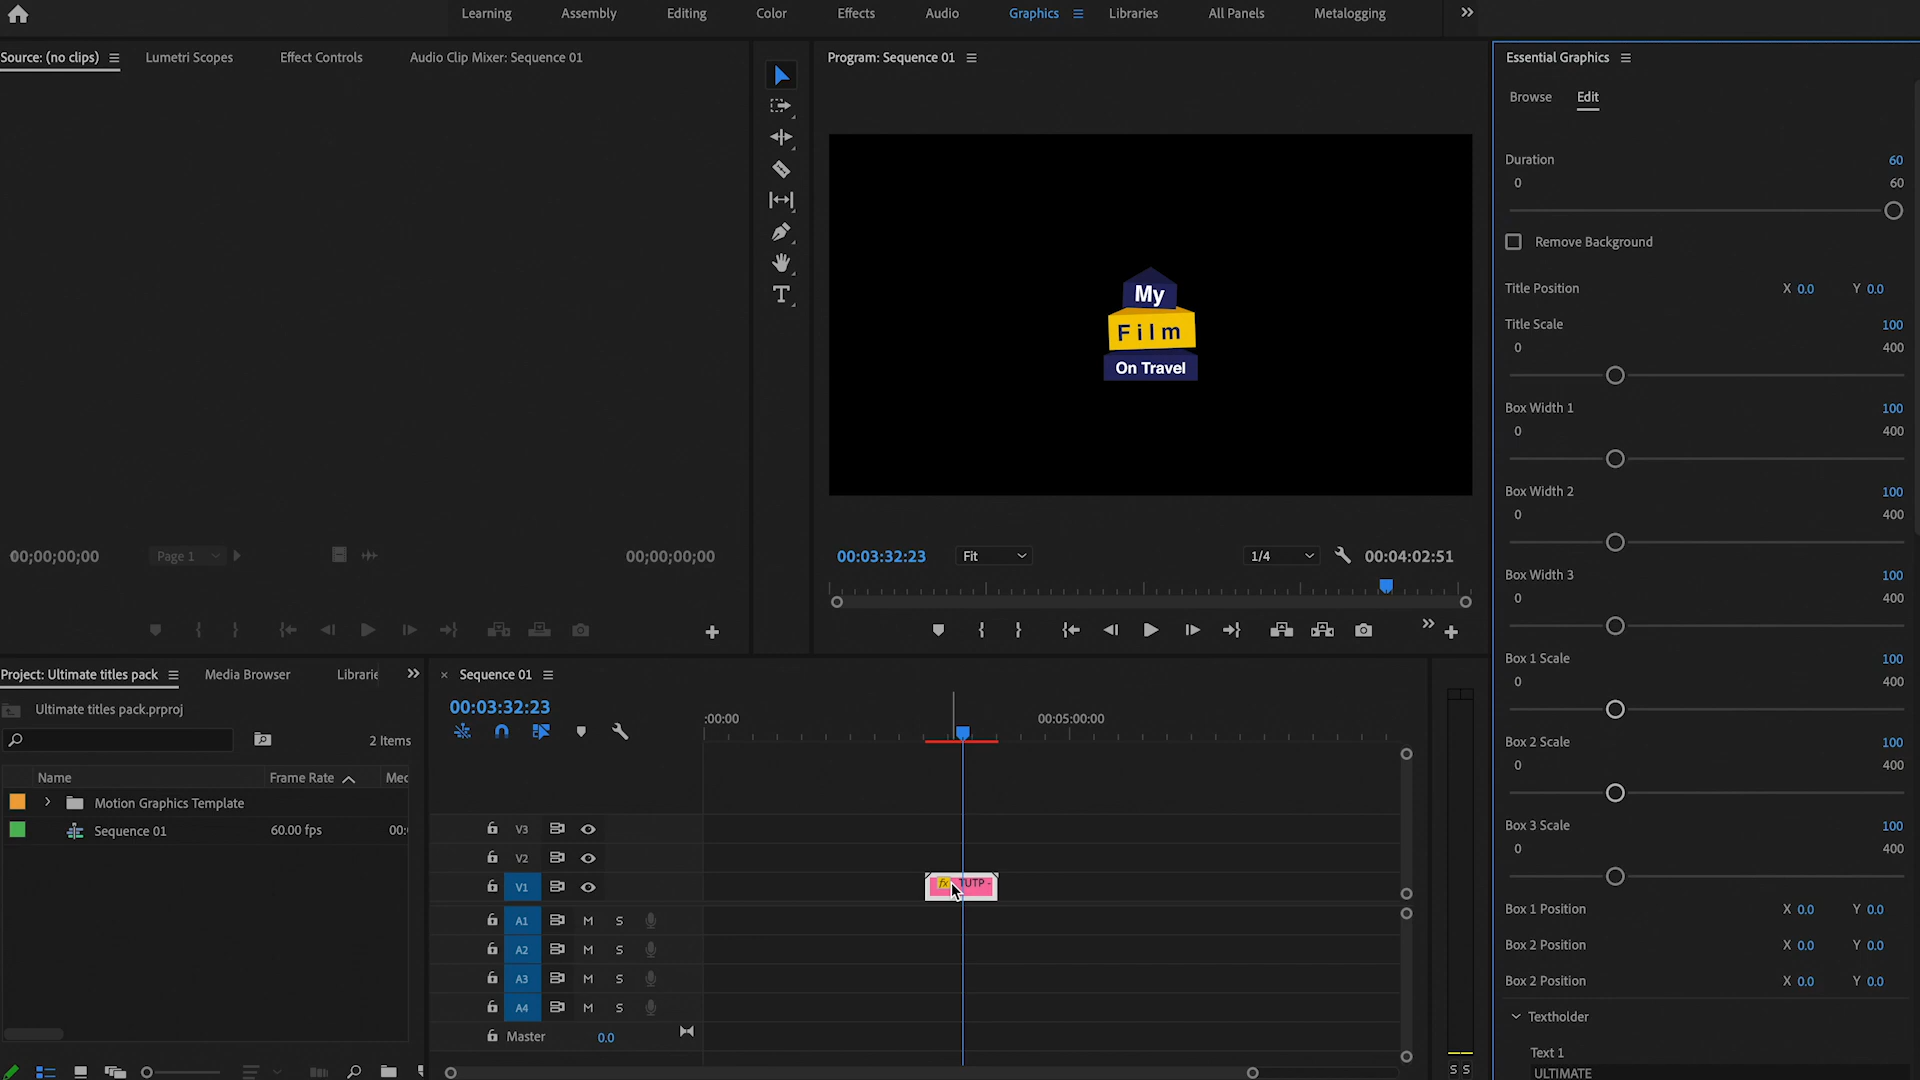 Learning Assembly Editing Color Effects Audio Graphics Libraries All Panels Metalogging
Source: (no clips) Lumetri Scopes Effect Controls Audio Clip Mixer: Sequence 01
Program: Sequence 01
Essential Graphics
Browse Edit
Duration 60
0 60
Remove Background
Title Position X 0.0 Y 0.0
Title Scale 100
0 400
Box Width 1 100
0 400
Box Width 2 100
0 400
Box Width 3 100
0 400
Box 1 Scale 100
0 400
Box 2 Scale 100
0 400
Box 3 Scale 100
0 400
Box 1 Position X 0.0 Y 0.0
Box 2 Position X 0.0 Y 0.0
Box 2 Position X 0.0 Y 0.0
Textholder
Text 1
ULTIMATE
My
Film
On Travel
00;00;00;00 Page 1 00;00;00;00
00:03:32:23 Fit 1/4 00:04:02:51
Project: Ultimate titles pack Media Browser Librarie
Ultimate titles pack.prproj
2 Items
Name Frame Rate Mec
Motion Graphics Template
Sequence 01 60.00 fps 00:
× Sequence 01
00:03:32:23
:00:00 00:05:00:00
V3
V2
V1 fx TUTP -
A1 M S
A2 M S
A3 M S
A4 M S
Master 0.0
S S